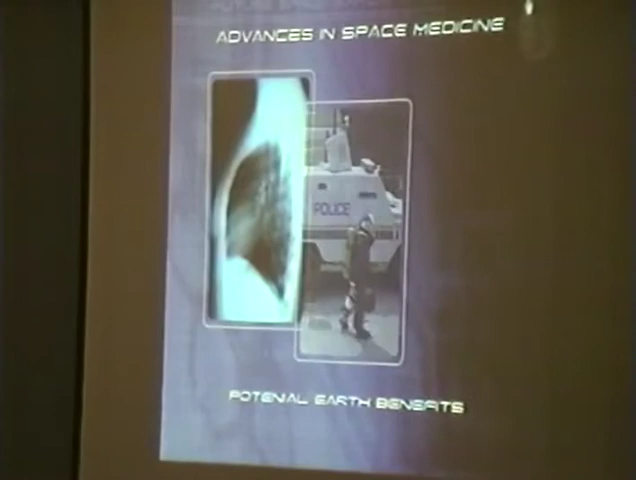 ADVANCES IN SPACE MEDICINE
POLICE
POTENIAL EARTH BENEFITS